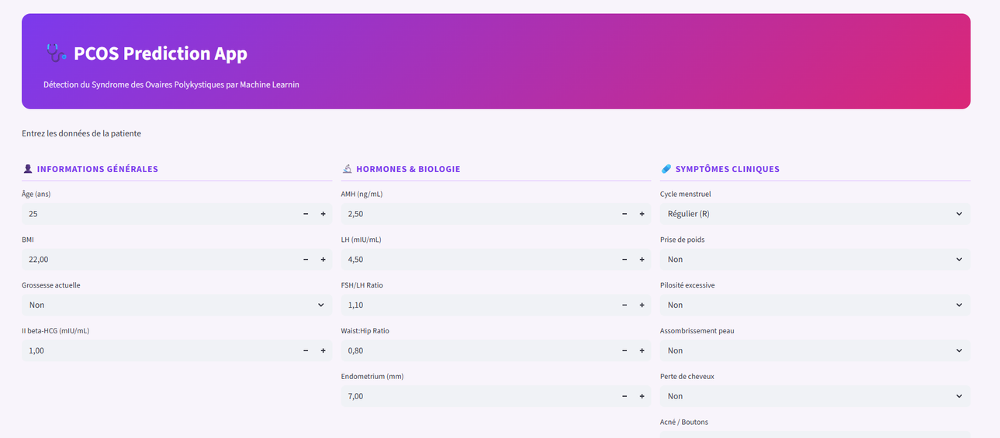 PCOS Prediction App
Détection du Syndrome des Ovaires Polykystiques par Machine Learnin
Entrez les données de la patiente
INFORMATIONS GÉNÉRALES
Âge (ans)
25
BMI
22,00
Grossesse actuelle
Non
II beta-HCG (mIU/mL)
1,00
HORMONES & BIOLOGIE
AMH (ng/mL)
2,50
LH (mIU/mL)
4,50
FSH/LH Ratio
1,10
Waist:Hip Ratio
0,80
Endometrium (mm)
7,00
SYMPTÔMES CLINIQUES
Cycle menstruel
Régulier (R)
Prise de poids
Non
Pilosité excessive
Non
Assombrissement peau
Non
Perte de cheveux
Non
Acné / Boutons